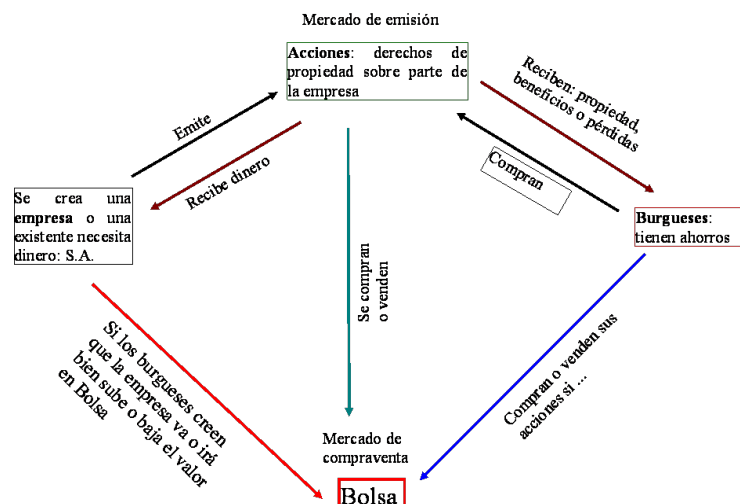 Mercado de emisión
Acciones: derechos de
propiedad sobre parte de
la empresa
Reciben: propiedad,
beneficios o pérdidas
Emite
Recibe dinero
Compran
Se crea una
empresa o una
existente necesita
dinero: S.A.
Burgueses:
tienen ahorros
Se compran
o venden
Si los burgueses creen
que la empresa va o irá
bien sube o baja el valor
en Bolsa
Compran o venden sus
acciones si ...
Mercado de
compraventa
Bolsa